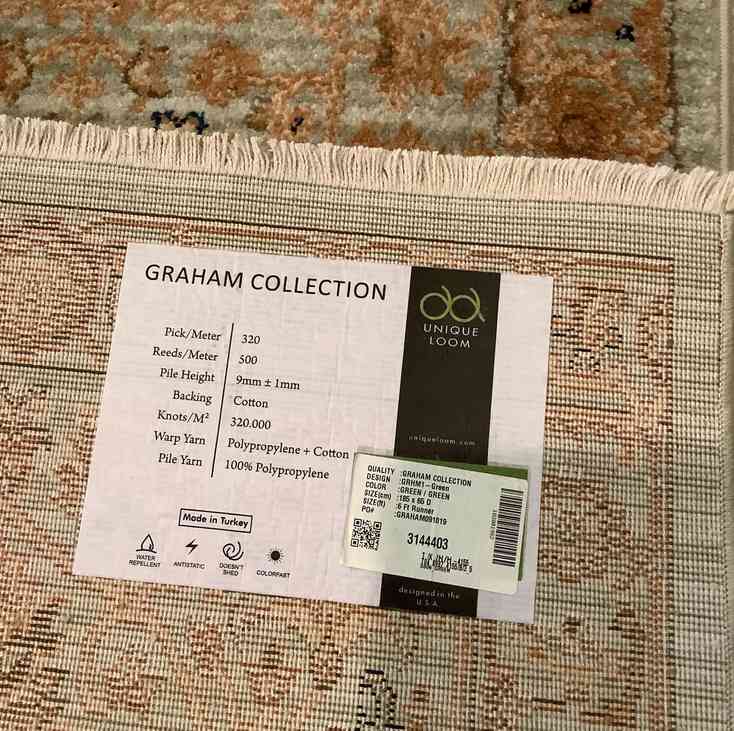 GRAHAM COLLECTION
Pick/Meter 320
Reeds/Meter 500
Pile Height 9mm ± 1mm
Backing Cotton
Knots/M² 320.000
Warp Yarn Polypropylene + Cotton
Pile Yarn 100% Polypropylene
Made in Turkey
WATER
REPELLENT
ANTISTATIC
DOESN'T
SHED
COLORFAST
UNIQUE
LOOM
uniqueloom.com
QUALITY :GRAHAM COLLECTION
DESIGN :GRHM1-Green
COLOR :GREEN / GREEN
SIZE(cm) :185 x 65 O
SIZE(ft) :6 Ft Runner
PO# :GRAHAM091819
3144403
designed in the
U.S.A.